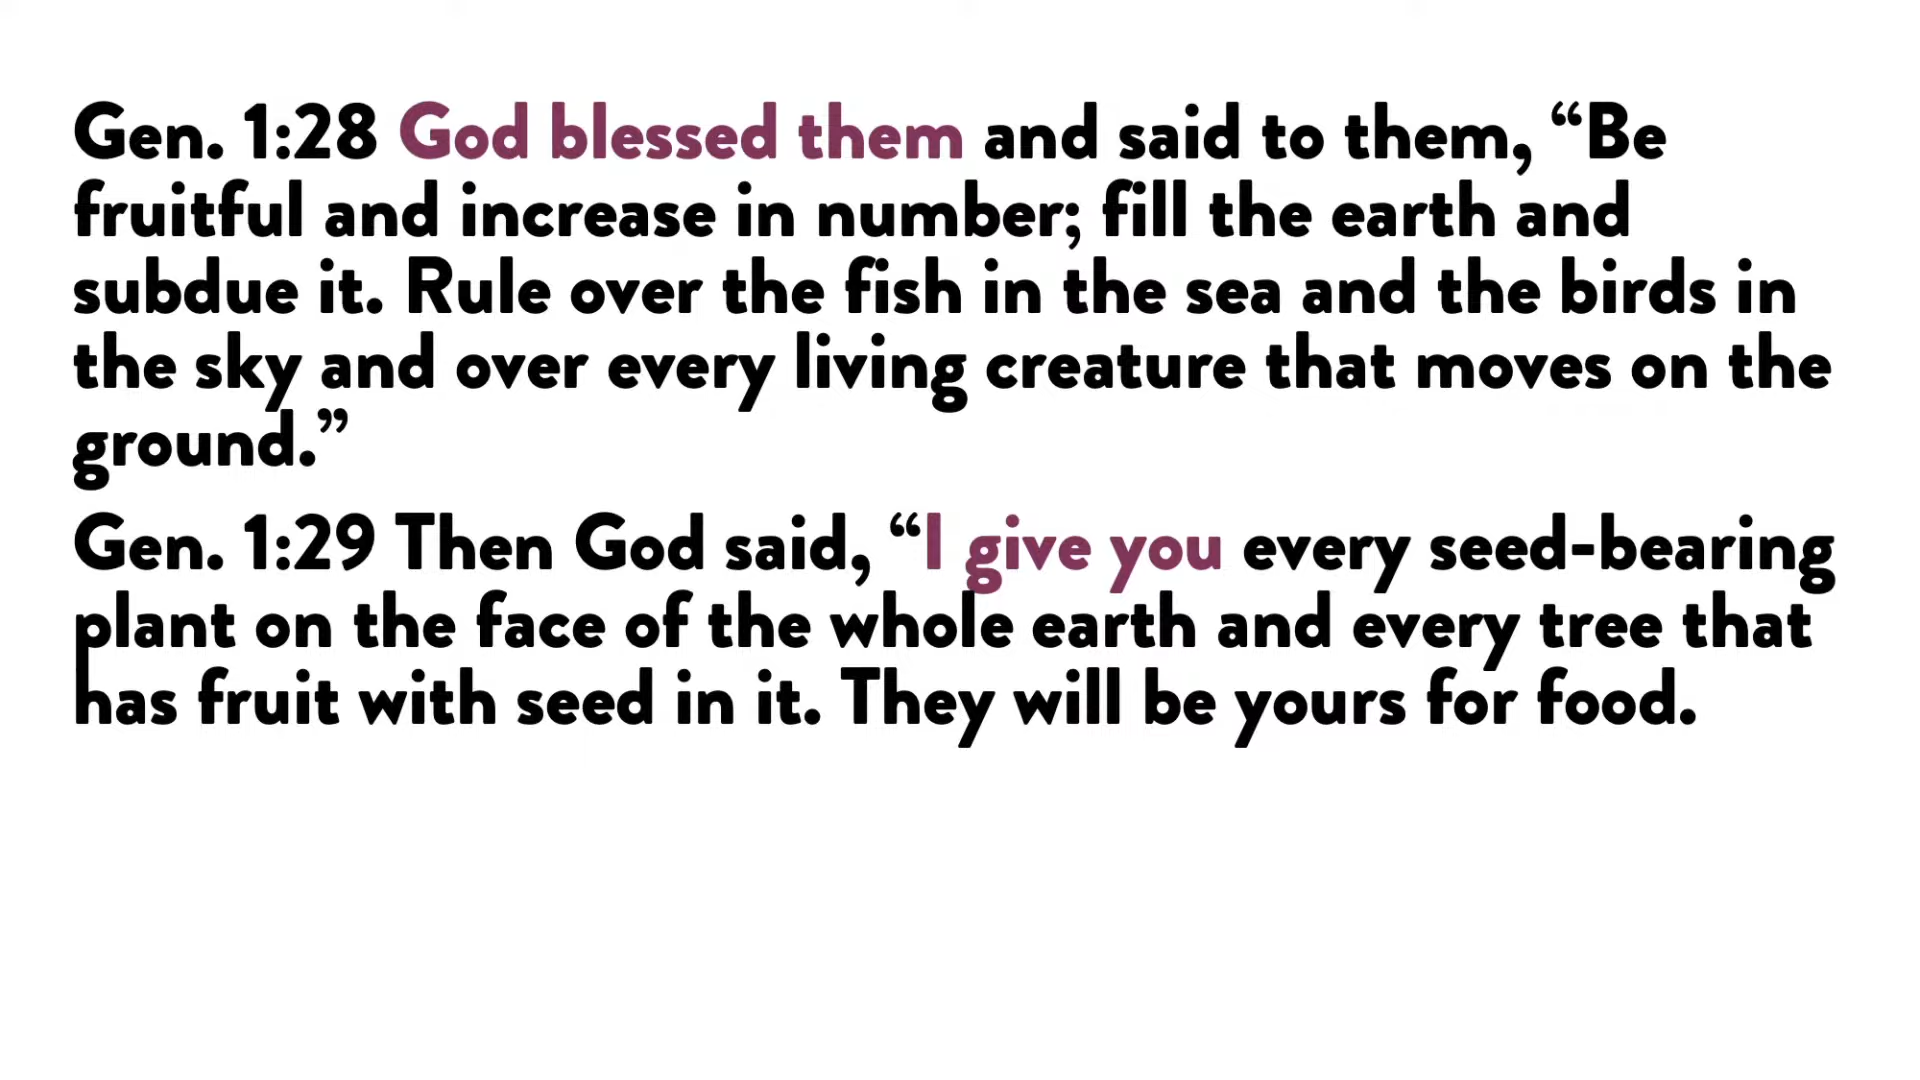 Gen. 1:28 God blessed them and said to them, “Be
fruitful and increase in number; fill the earth and
subdue it. Rule over the fish in the sea and the birds in
the sky and over every living creature that moves on the
ground.”
Gen. 1:29 Then God said, “I give you every seed-bearing
plant on the face of the whole earth and every tree that
has fruit with seed in it. They will be yours for food.